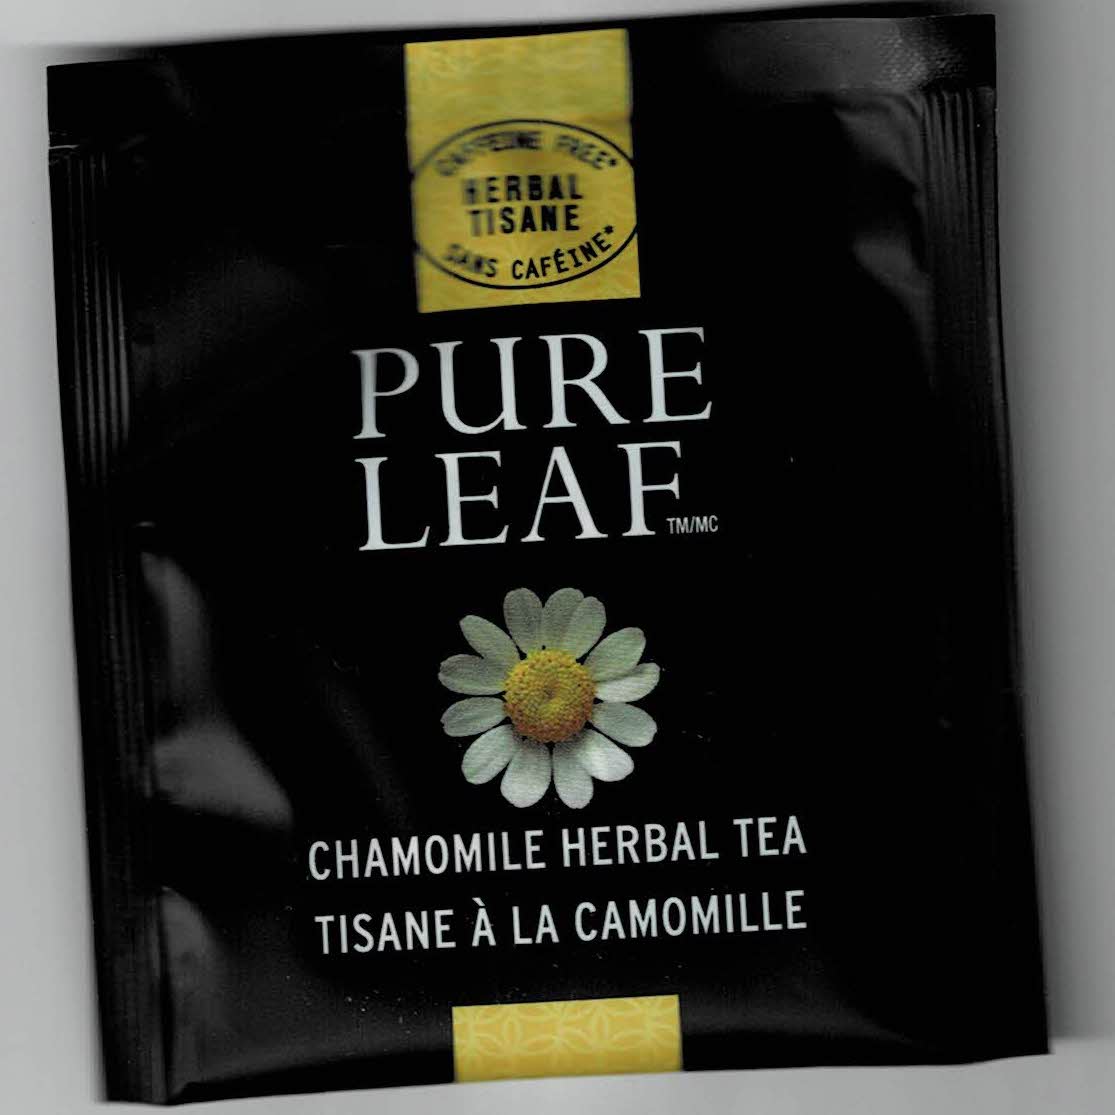 CAFFEINE FREE*
HERBAL
TISANE
SANS CAFÉINE*
PURE
LEAF
TM/MC
CHAMOMILE HERBAL TEA
TISANE À LA CAMOMILLE